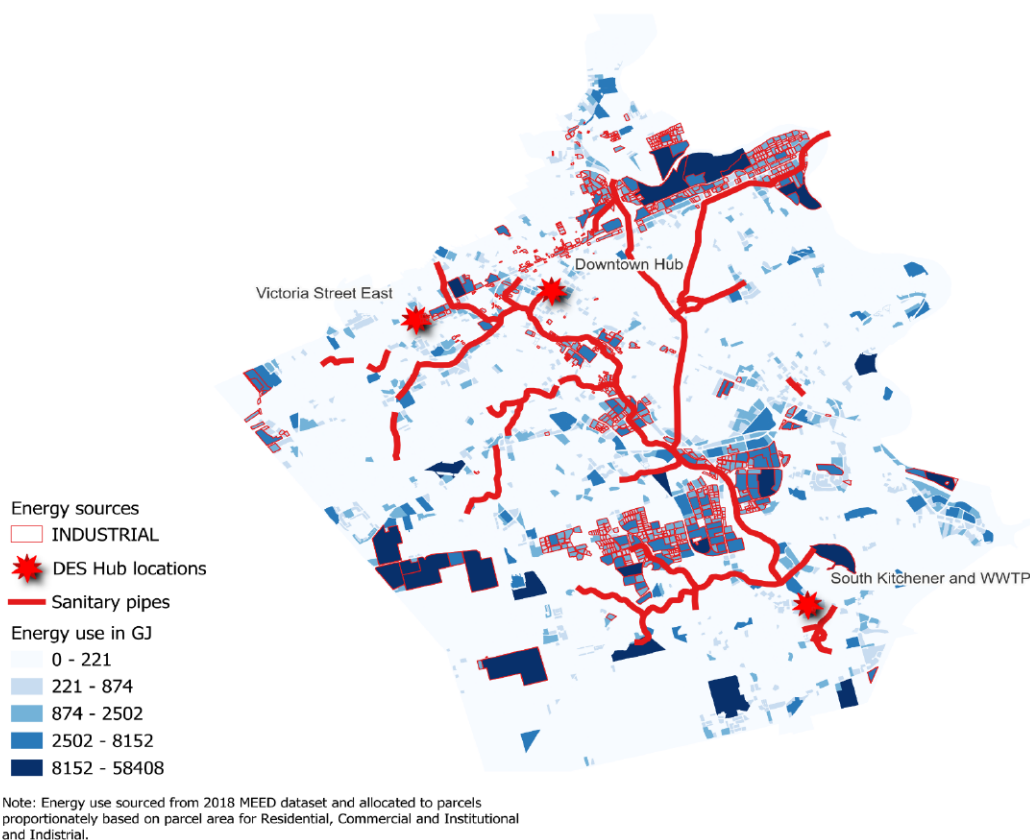 Downtown Hub
Victoria Street East
South Kitchener and WWTP
Energy sources
INDUSTRIAL
DES Hub locations
Sanitary pipes
Energy use in GJ
0 - 221
221 - 874
874 - 2502
2502 - 8152
8152 - 58408
Note: Energy use sourced from 2018 MEED dataset and allocated to parcels
proportionately based on parcel area for Residential, Commercial and Institutional
and Indistrial.